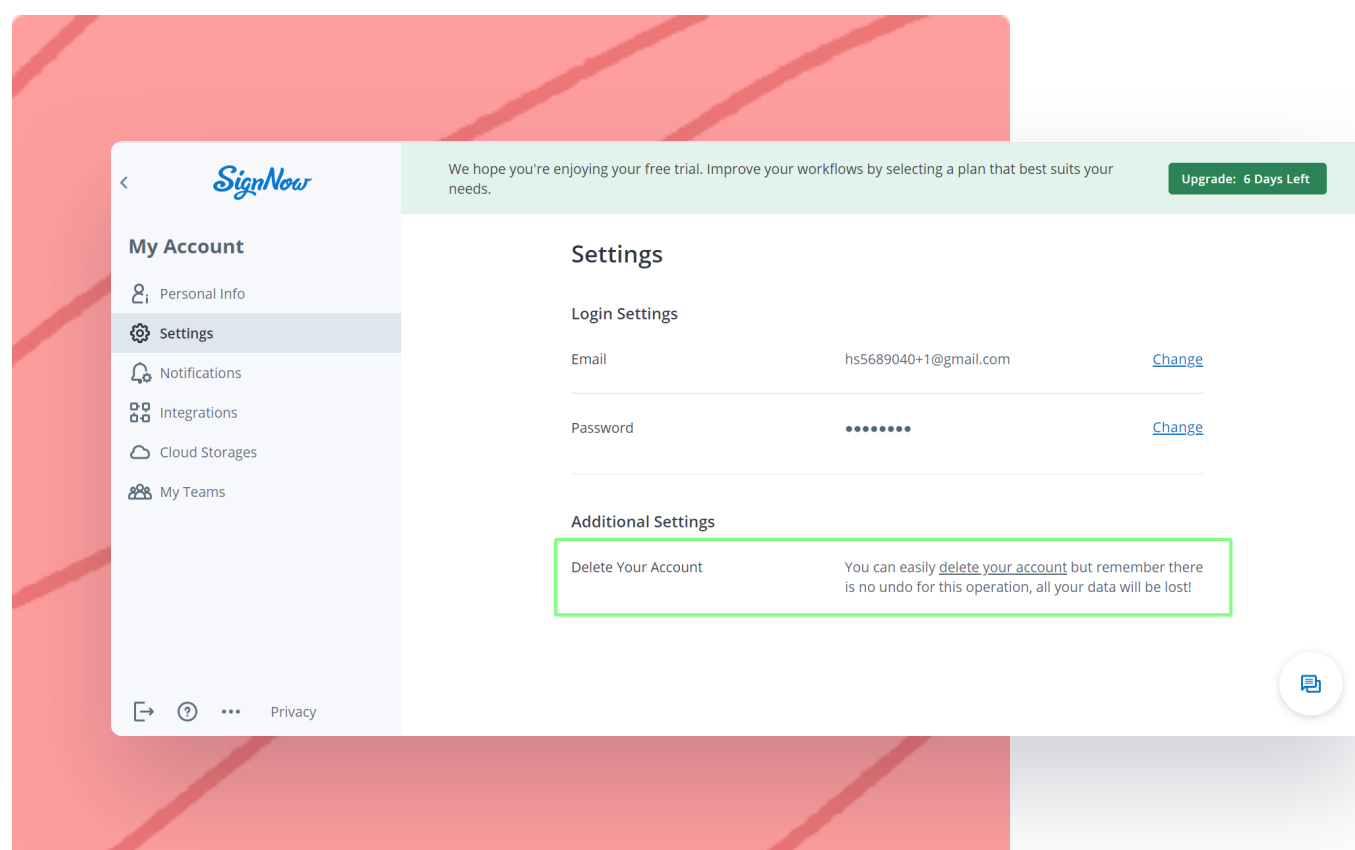 SignNow
We hope you're enjoying your free trial. Improve your workflows by selecting a plan that best suits your
needs.
Upgrade: 6 Days Left
My Account
Personal Info
Settings
Notifications
Integrations
Cloud Storages
My Teams
Privacy
Settings
Login Settings
Email
hs5689040+1@gmail.com
Change
Password
••••••••
Change
Additional Settings
Delete Your Account
You can easily delete your account but remember there
is no undo for this operation, all your data will be lost!